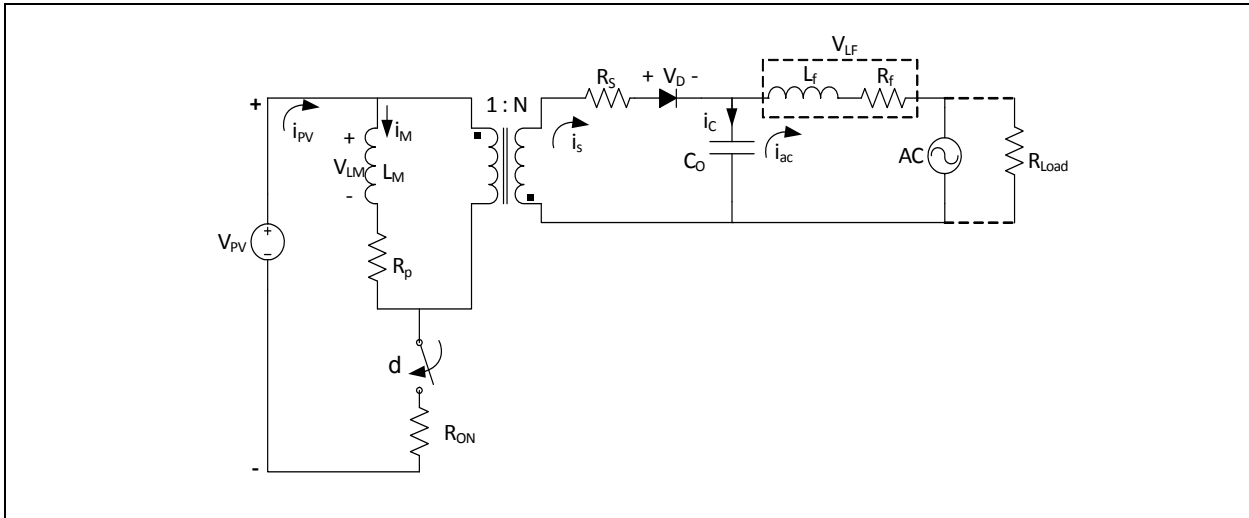 V_LF
R_S
+ V_D -
L_f
R_f
+
i_PV
i_M
1 : N
+
V_LM
L_M
-
i_s
i_C
C_O
i_ac
AC
R_Load
V_PV
+
−
R_p
d
R_ON
-